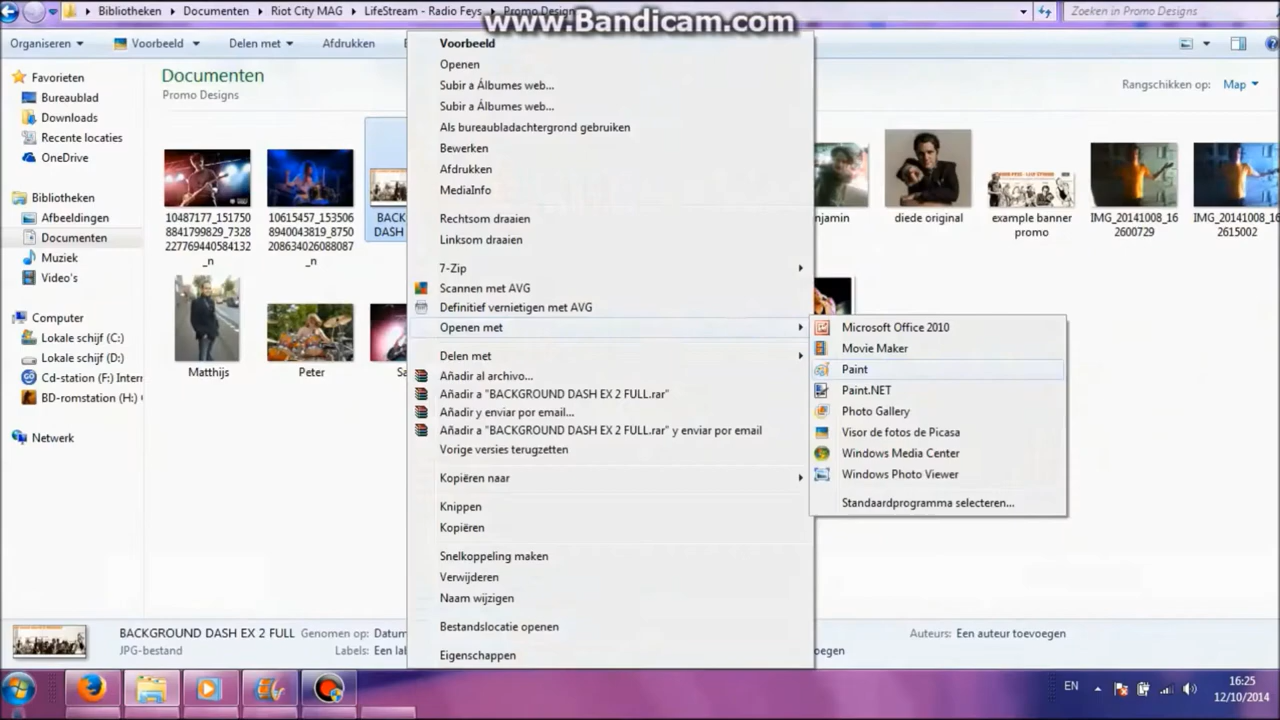 Bibliotheken ▸ Documenten ▸ Riot City MAG ▸ LifeStream - Radio Feys ▸ Promo Design
www.Bandicam.com
Zoeken in Promo Designs
Organiseren
Voorbeeld
Delen met
Afdrukken
Favorieten
Bureaublad
Downloads
Recente locaties
OneDrive
Bibliotheken
Afbeeldingen
Documenten
Muziek
Video's
Computer
Lokale schijf (C:)
Lokale schijf (D:)
Cd-station (F:) Intern
BD-romstation (H:)
Netwerk
Documenten
Promo Designs
Rangschikken op: Map
10487177_151750
8841799829_7328
227769440584132
_n
10615457_153506
8940043819_8750
208634026088087
_n
BACK
DASH
njamin
diede original
example banner
promo
IMG_20141008_16
2600729
IMG_20141008_16
2615002
Matthijs
Peter
Sa
Voorbeeld
Openen
Subir a Álbumes web...
Subir a Álbumes web...
Als bureaubladachtergrond gebruiken
Bewerken
Afdrukken
MediaInfo
Rechtsom draaien
Linksom draaien
7-Zip
Scannen met AVG
Definitief vernietigen met AVG
Openen met
Delen met
Añadir al archivo...
Añadir a "BACKGROUND DASH EX 2 FULL.rar"
Añadir y enviar por email...
Añadir a "BACKGROUND DASH EX 2 FULL.rar" y enviar por email
Vorige versies terugzetten
Kopiëren naar
Knippen
Kopiëren
Snelkoppeling maken
Verwijderen
Naam wijzigen
Bestandslocatie openen
Eigenschappen
Microsoft Office 2010
Movie Maker
Paint
Paint.NET
Photo Gallery
Visor de fotos de Picasa
Windows Media Center
Windows Photo Viewer
Standaardprogramma selecteren...
BACKGROUND DASH EX 2 FULL
JPG-bestand
Genomen op: Datum
Labels: Een lab
Auteurs: Een auteur toevoegen
voegen
EN
16:25
12/10/2014